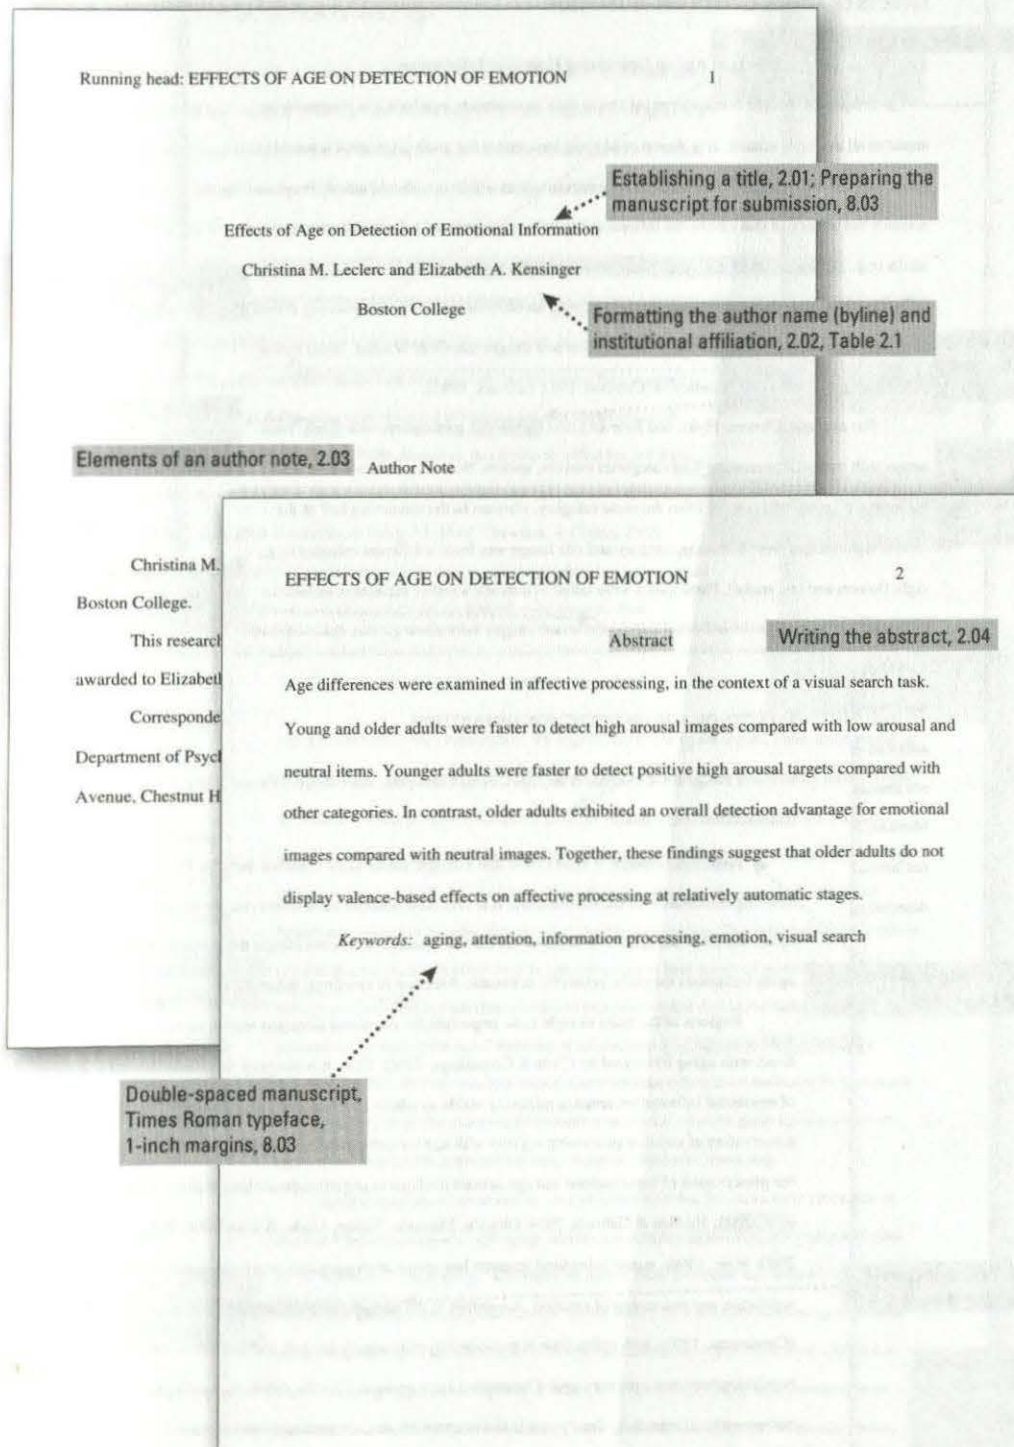 Running head: EFFECTS OF AGE ON DETECTION OF EMOTION 1
Establishing a title, 2.01; Preparing the
manuscript for submission, 8.03
Effects of Age on Detection of Emotional Information
Christina M. Leclerc and Elizabeth A. Kensinger
Boston College
Formatting the author name (byline) and
institutional affiliation, 2.02, Table 2.1
Elements of an author note, 2.03
Author Note
Christina M.
Boston College.
This research
awarded to Elizabeth
Corresponde
Department of Psych
Avenue, Chestnut H
EFFECTS OF AGE ON DETECTION OF EMOTION 2
Abstract
Writing the abstract, 2.04
Age differences were examined in affective processing, in the context of a visual search task.
Young and older adults were faster to detect high arousal images compared with low arousal and
neutral items. Younger adults were faster to detect positive high arousal targets compared with
other categories. In contrast, older adults exhibited an overall detection advantage for emotional
images compared with neutral images. Together, these findings suggest that older adults do not
display valence-based effects on affective processing at relatively automatic stages.
Keywords: aging, attention, information processing, emotion, visual search
Double-spaced manuscript,
Times Roman typeface,
1-inch margins, 8.03